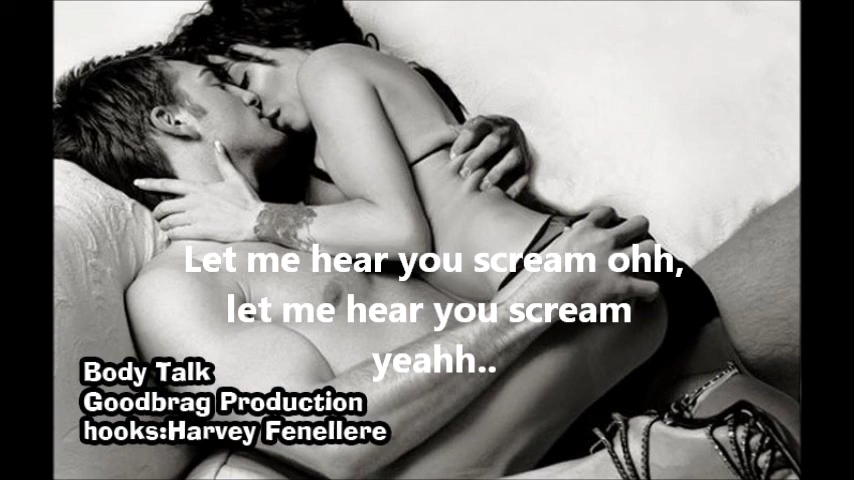 Let me hear you scream ohh,
let me hear you scream
yeahh..
Body Talk
Goodbrag Production
hooks:Harvey Fenellere